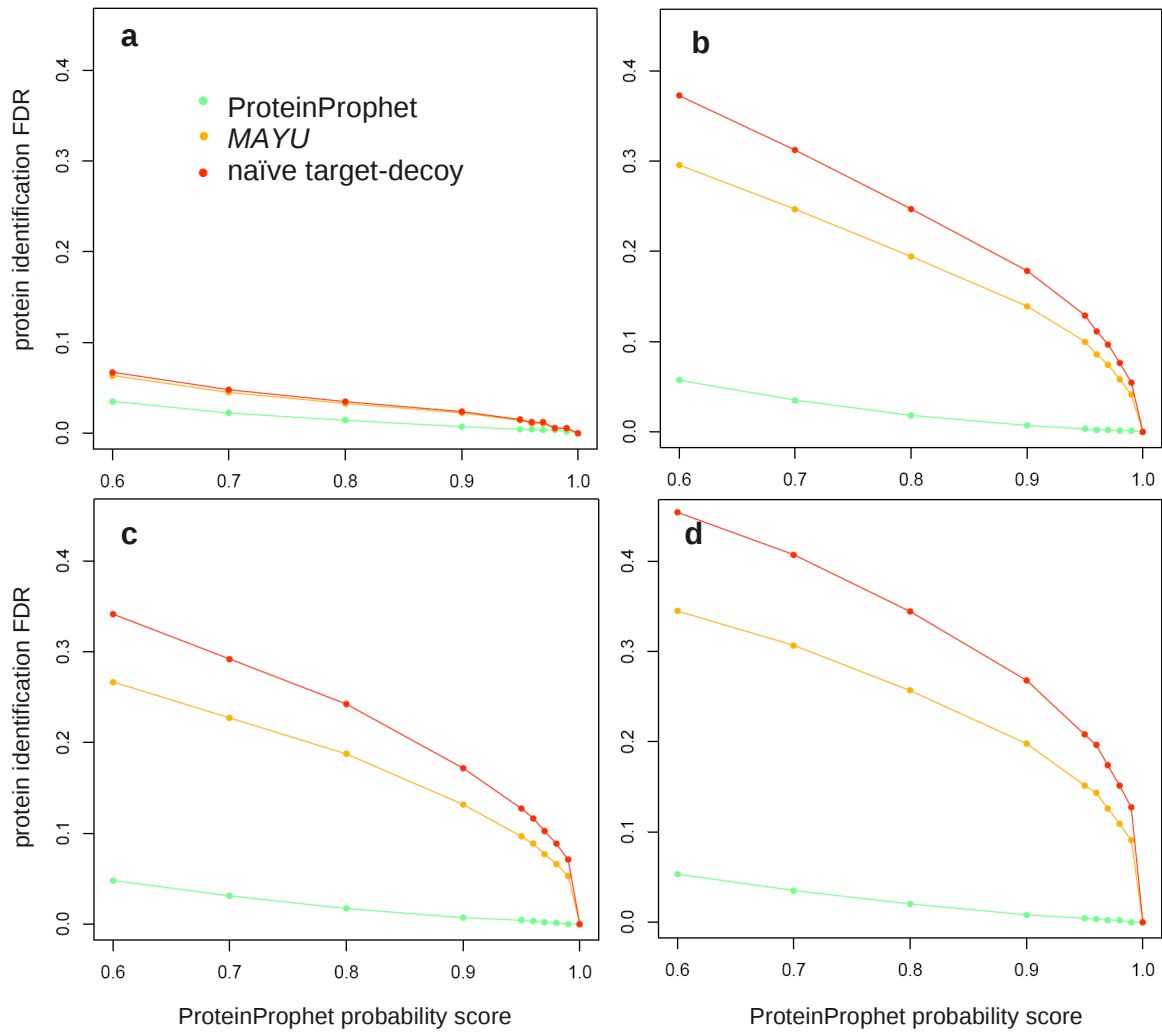 a
b
0.4
0.4
ProteinProphet
MAYU
naïve target-decoy
0.3
0.3
protein identification FDR
0.2
0.2
0.1
0.1
0.0
0.0
0.6 0.7 0.8 0.9 1.0
0.6 0.7 0.8 0.9 1.0
c
d
0.4
0.4
0.3
0.3
protein identification FDR
0.2
0.2
0.1
0.1
0.0
0.0
0.6 0.7 0.8 0.9 1.0
0.6 0.7 0.8 0.9 1.0
ProteinProphet probability score
ProteinProphet probability score